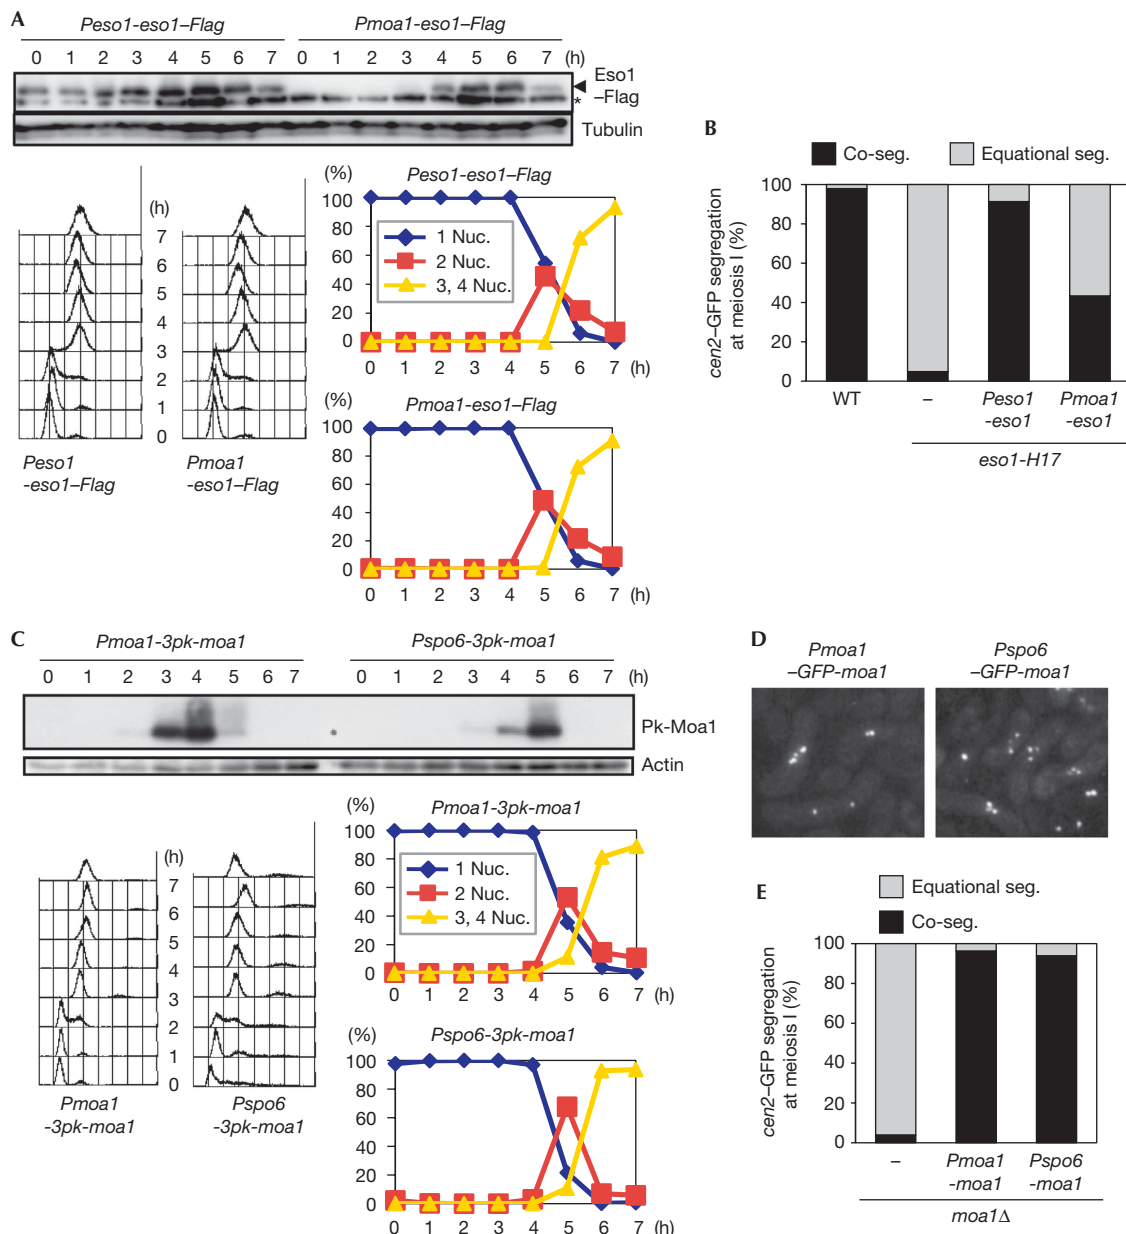 A
Peso1-eso1–Flag Pmoa1-eso1–Flag
0 1 2 3 4 5 6 7 0 1 2 3 4 5 6 7 (h)
Eso1
–Flag
*
Tubulin
(h)
7
6
5
4
3
2
1
0
Peso1
-eso1–Flag
Pmoa1
-eso1–Flag
(%)
Peso1-eso1–Flag
100
80
60
40
20
0
1 Nuc.
2 Nuc.
3, 4 Nuc.
0 1 2 3 4 5 6 7 (h)
(%)
Pmoa1-eso1–Flag
100
80
60
40
20
0
0 1 2 3 4 5 6 7 (h)
B
Co-seg. Equational seg.
cen2–GFP segregation
at meiosis I (%)
100
80
60
40
20
0
WT – Peso1 Pmoa1
-eso1 -eso1
eso1-H17
C
Pmoa1-3pk-moa1 Pspo6-3pk-moa1
0 1 2 3 4 5 6 7 0 1 2 3 4 5 6 7 (h)
Pk-Moa1
Actin
(h)
7
6
5
4
3
2
1
0
Pmoa1
-3pk-moa1
Pspo6
-3pk-moa1
(%)
Pmoa1-3pk-moa1
100
80
60
40
20
0
1 Nuc.
2 Nuc.
3, 4 Nuc.
0 1 2 3 4 5 6 7 (h)
(%)
Pspo6-3pk-moa1
100
80
60
40
20
0
0 1 2 3 4 5 6 7 (h)
D
Pmoa1
–GFP-moa1
Pspo6
–GFP-moa1
E
Equational seg.
Co-seg.
cen2–GFP segregation
at meiosis I (%)
100
80
60
40
20
0
– Pmoa1 Pspo6
-moa1 -moa1
moa1Δ